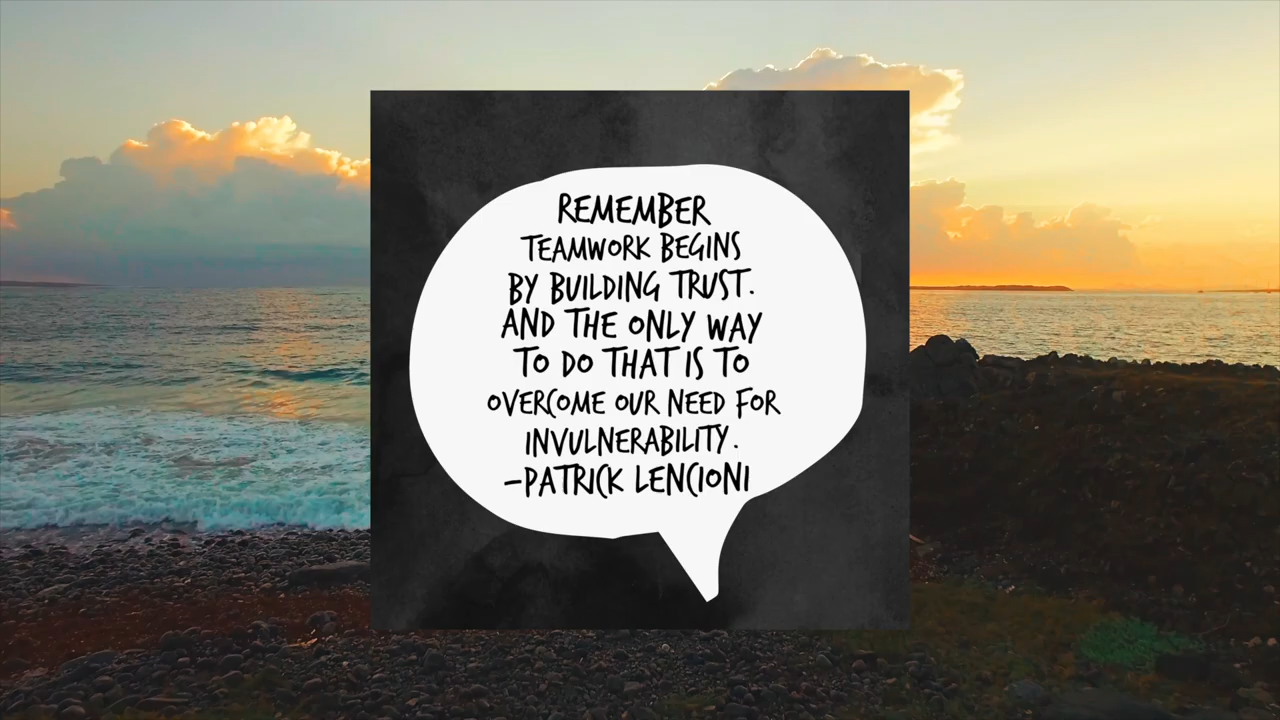 REMEMBER
TEAMWORK BEGINS
BY BUILDING TRUST.
AND THE ONLY WAY
TO DO THAT IS TO
OVERCOME OUR NEED FOR
INVULNERABILITY.
-PATRICK LENCIONI